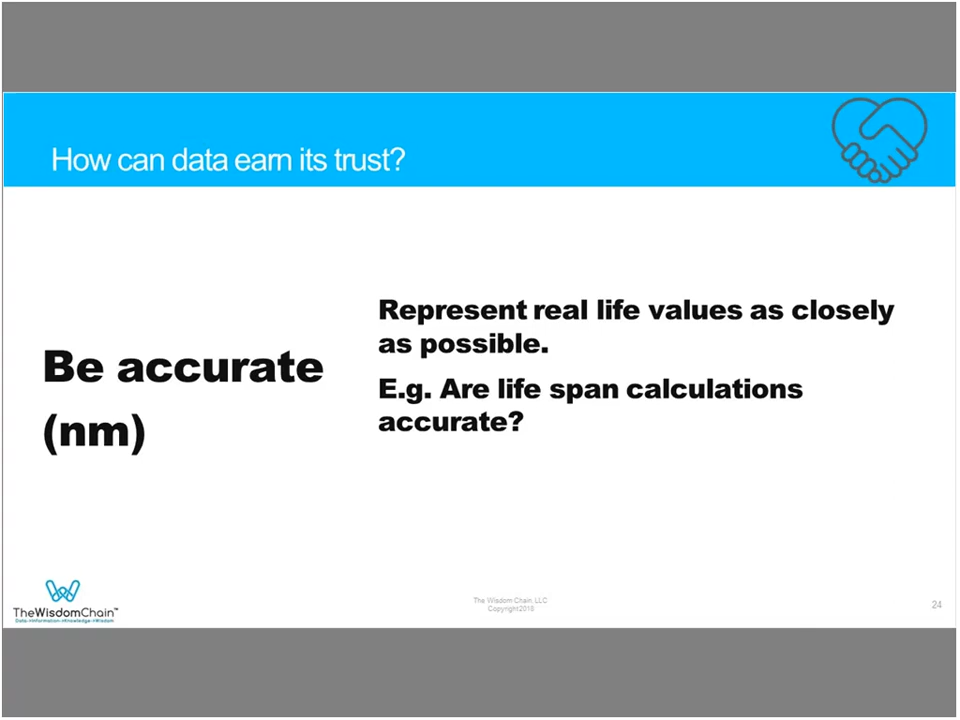 How can data earn its trust?
Be accurate
(nm)
Represent real life values as closely
as possible.
E.g. Are life span calculations
accurate?
TheWisdomChain™
The Wisdom Chain, LLC
Copyright2018
24